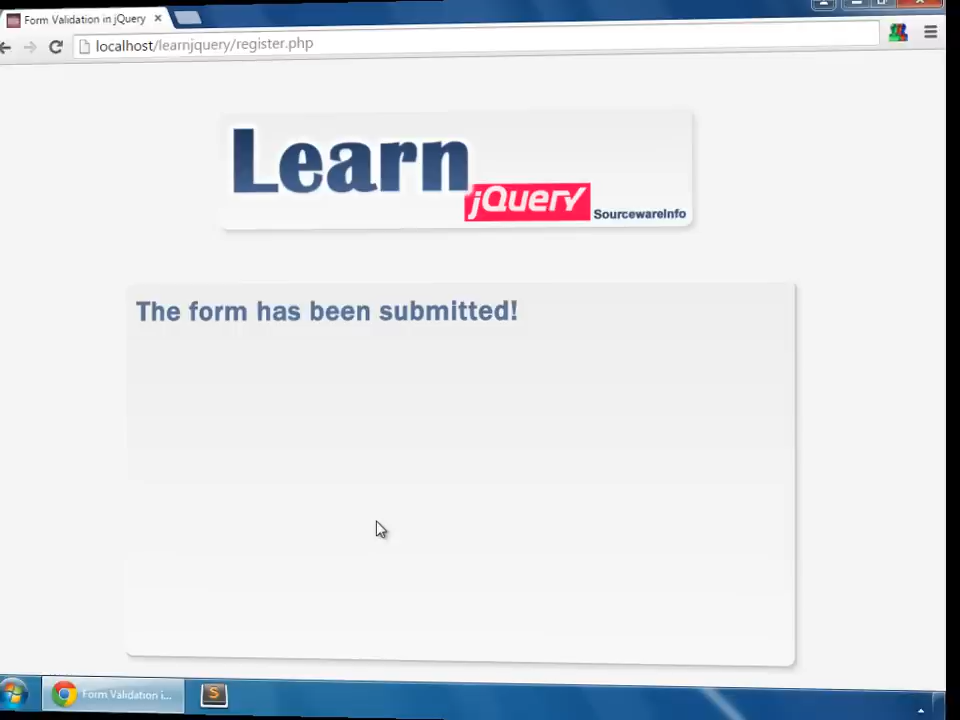 Form Validation in jQuery
localhost/learnjquery/register.php
Learn
jQuery
SourcewareInfo
The form has been submitted!
Form Validation i...